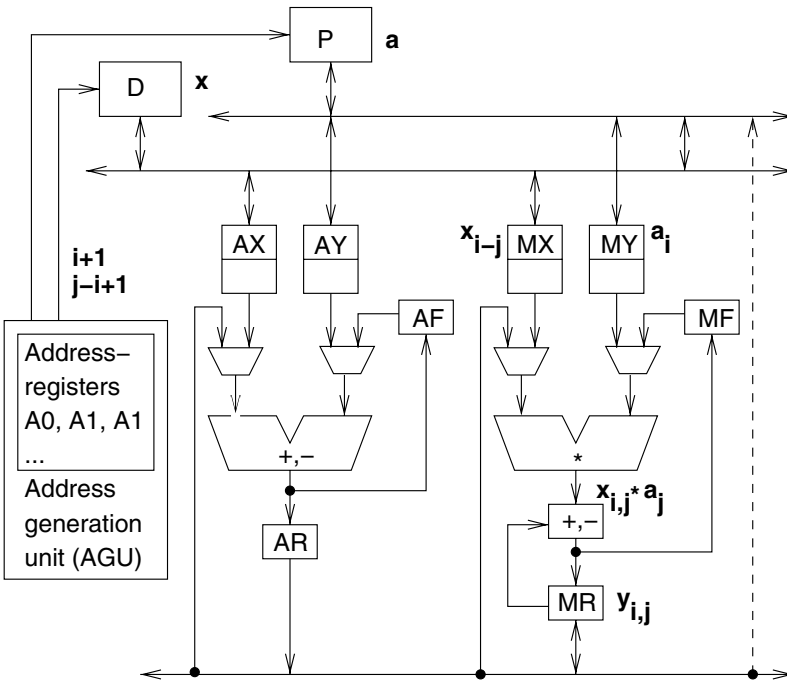 P
a
D
x
AX
AY
x i-j
MX
MY
a i
i+1
j-i+1
AF
MF
Address-
registers
A0, A1, A1
...
Address
generation
unit (AGU)
+,-
*
x i,j * a j
+,-
AR
MR
y i,j